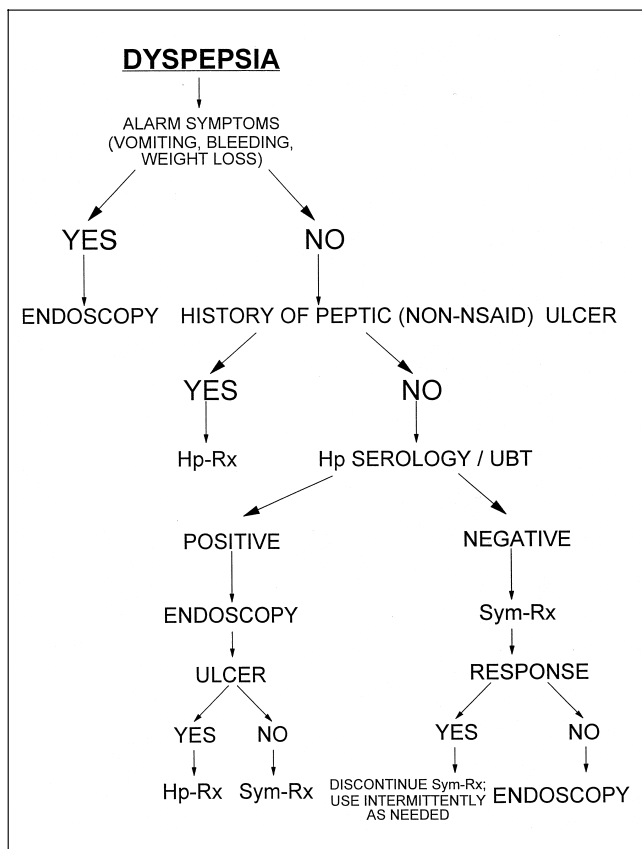 DYSPEPSIA
ALARM SYMPTOMS
(VOMITING, BLEEDING,
WEIGHT LOSS)
YES
NO
ENDOSCOPY
HISTORY OF PEPTIC (NON-NSAID) ULCER
YES
NO
Hp-Rx
Hp SEROLOGY / UBT
POSITIVE
NEGATIVE
ENDOSCOPY
Sym-Rx
ULCER
RESPONSE
YES
NO
YES
NO
Hp-Rx
Sym-Rx
DISCONTINUE Sym-Rx;
USE INTERMITTENTLY
AS NEEDED
ENDOSCOPY